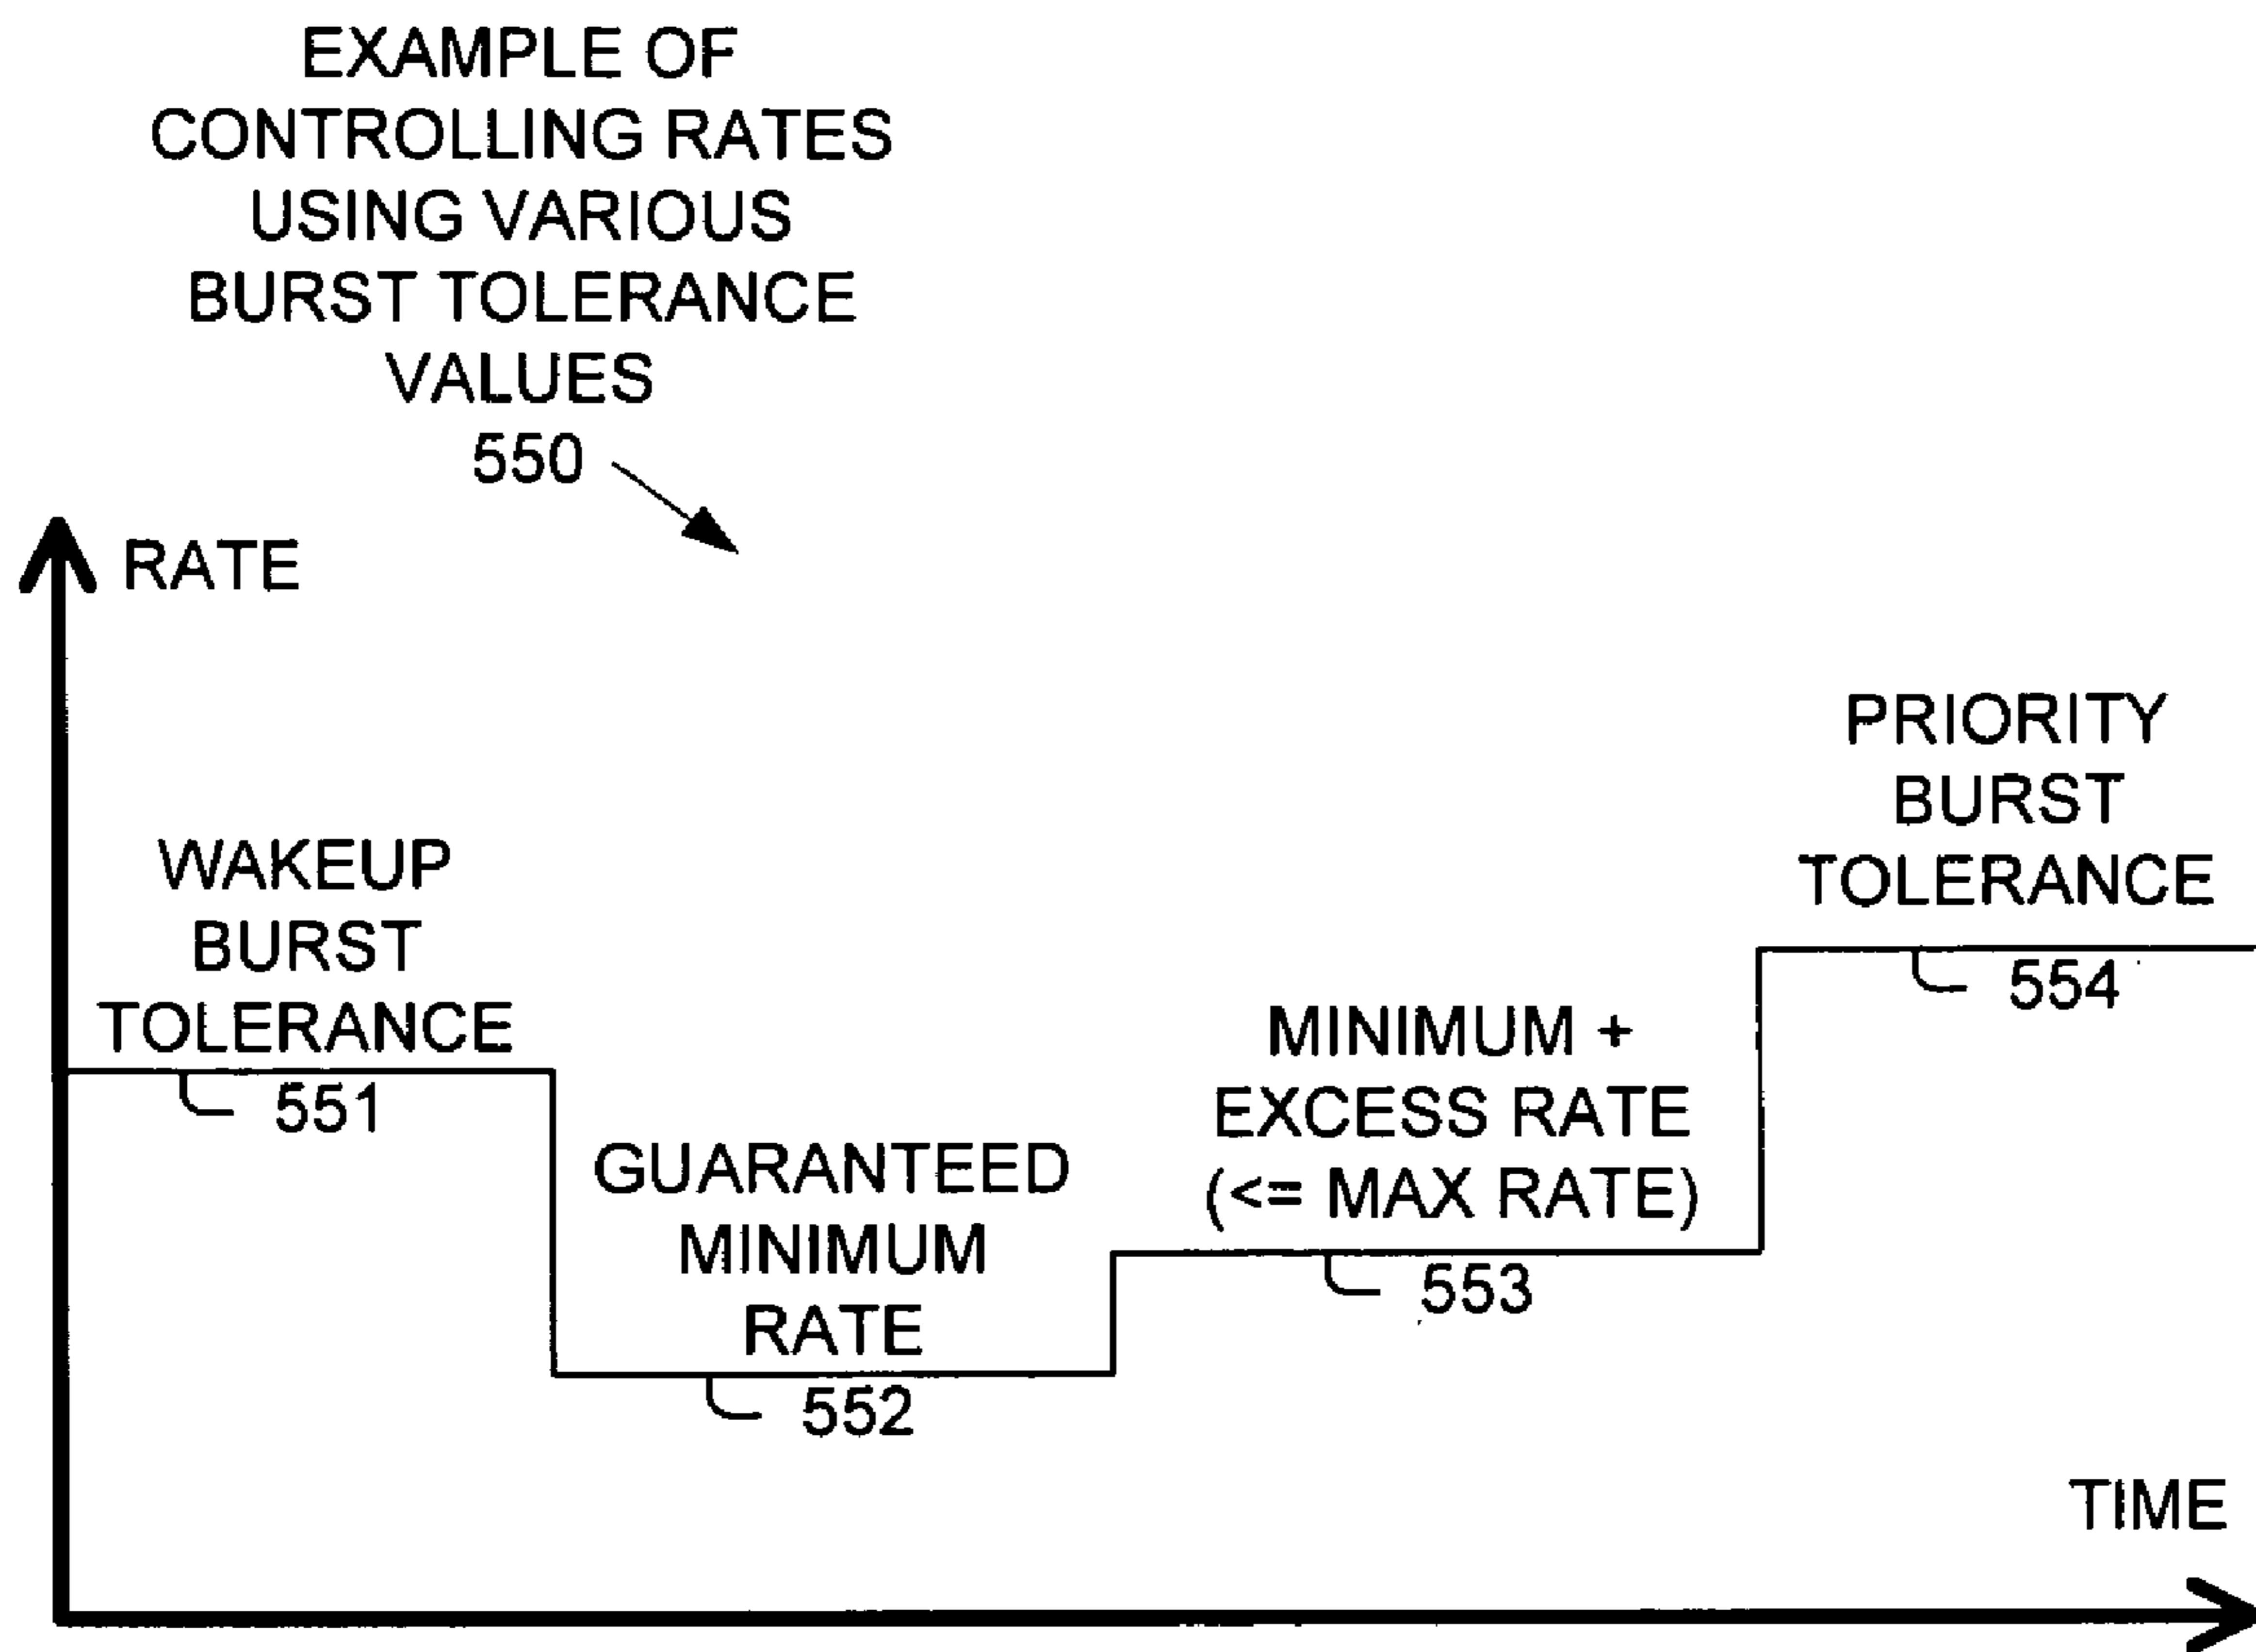 EXAMPLE OF
CONTROLLING RATES
USING VARIOUS
BURST TOLERANCE
VALUES
550
RATE
WAKEUP
BURST
TOLERANCE
551
GUARANTEED
MINIMUM
RATE
552
MINIMUM +
EXCESS RATE
(<= MAX RATE)
553
PRIORITY
BURST
TOLERANCE
554
TIME